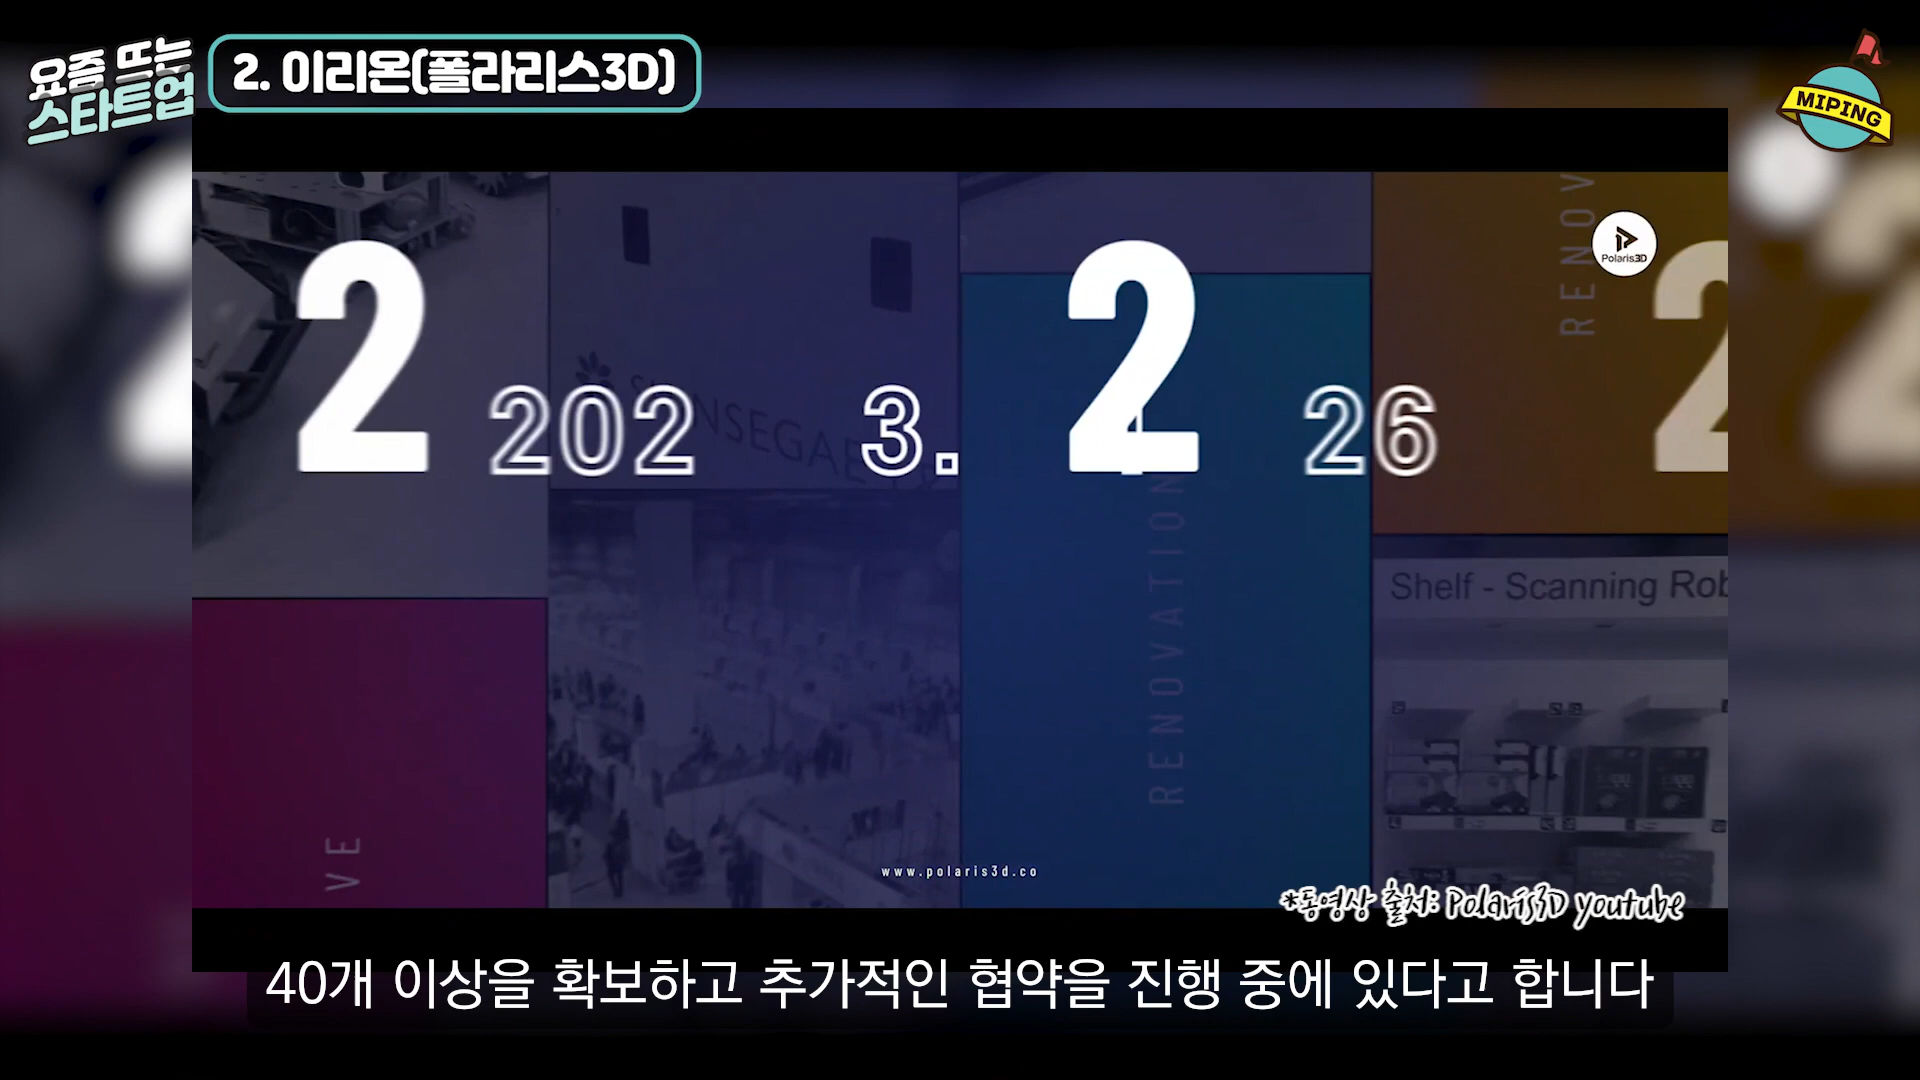 요즘 뜨는
스타트업
2. 이리온(폴라리스3D)
MIPING
RENOV
Polaris3D
2 202 3. 2 26 2
NSEGAE
RENOVATION
Shelf - Scanning Rob
VE
www.polaris3d.co
*동영상 출처: Polaris3D youtube
40개 이상을 확보하고 추가적인 협약을 진행 중에 있다고 합니다